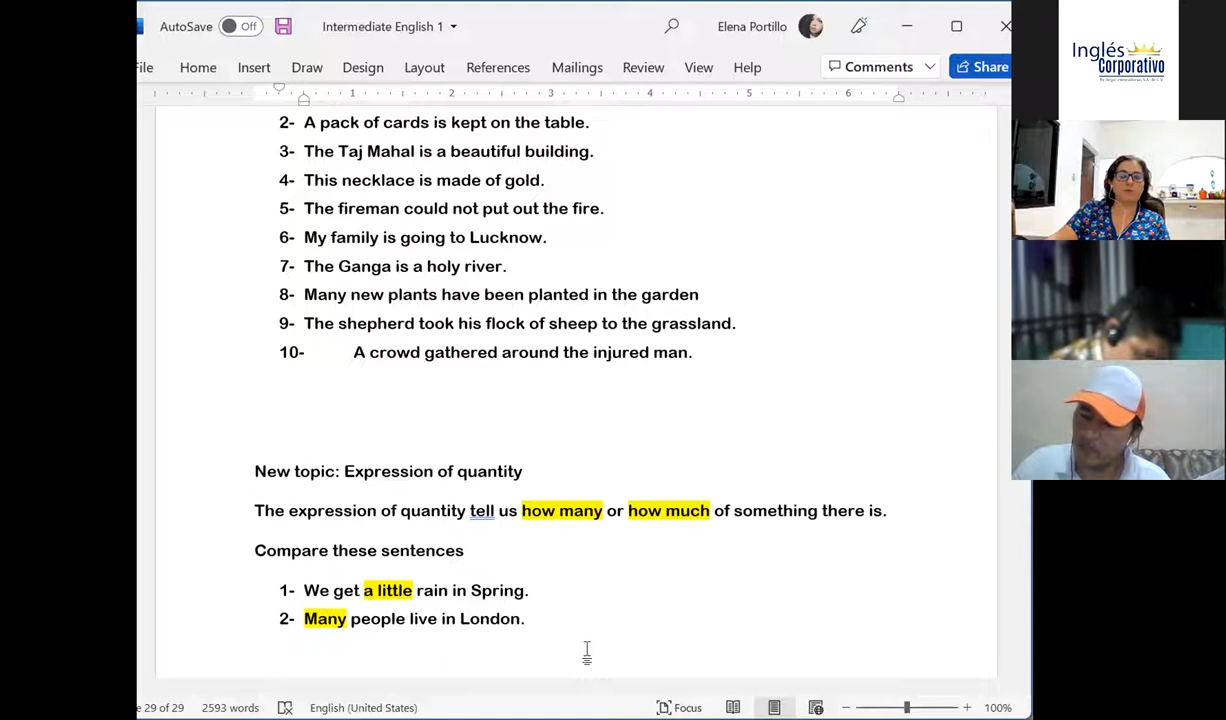 AutoSave Off Intermediate English 1 Elena Portillo
File Home Insert Draw Design Layout References Mailings Review View Help Comments Share
1 2 3 4 5 6
2- A pack of cards is kept on the table.
3- The Taj Mahal is a beautiful building.
4- This necklace is made of gold.
5- The fireman could not put out the fire.
6- My family is going to Lucknow.
7- The Ganga is a holy river.
8- Many new plants have been planted in the garden
9- The shepherd took his flock of sheep to the grassland.
10- A crowd gathered around the injured man.
New topic: Expression of quantity
The expression of quantity tell us how many or how much of something there is.
Compare these sentences
1- We get a little rain in Spring.
2- Many people live in London.
e 29 of 29 2593 words English (United States) Focus 100%
Inglés
Corporativo